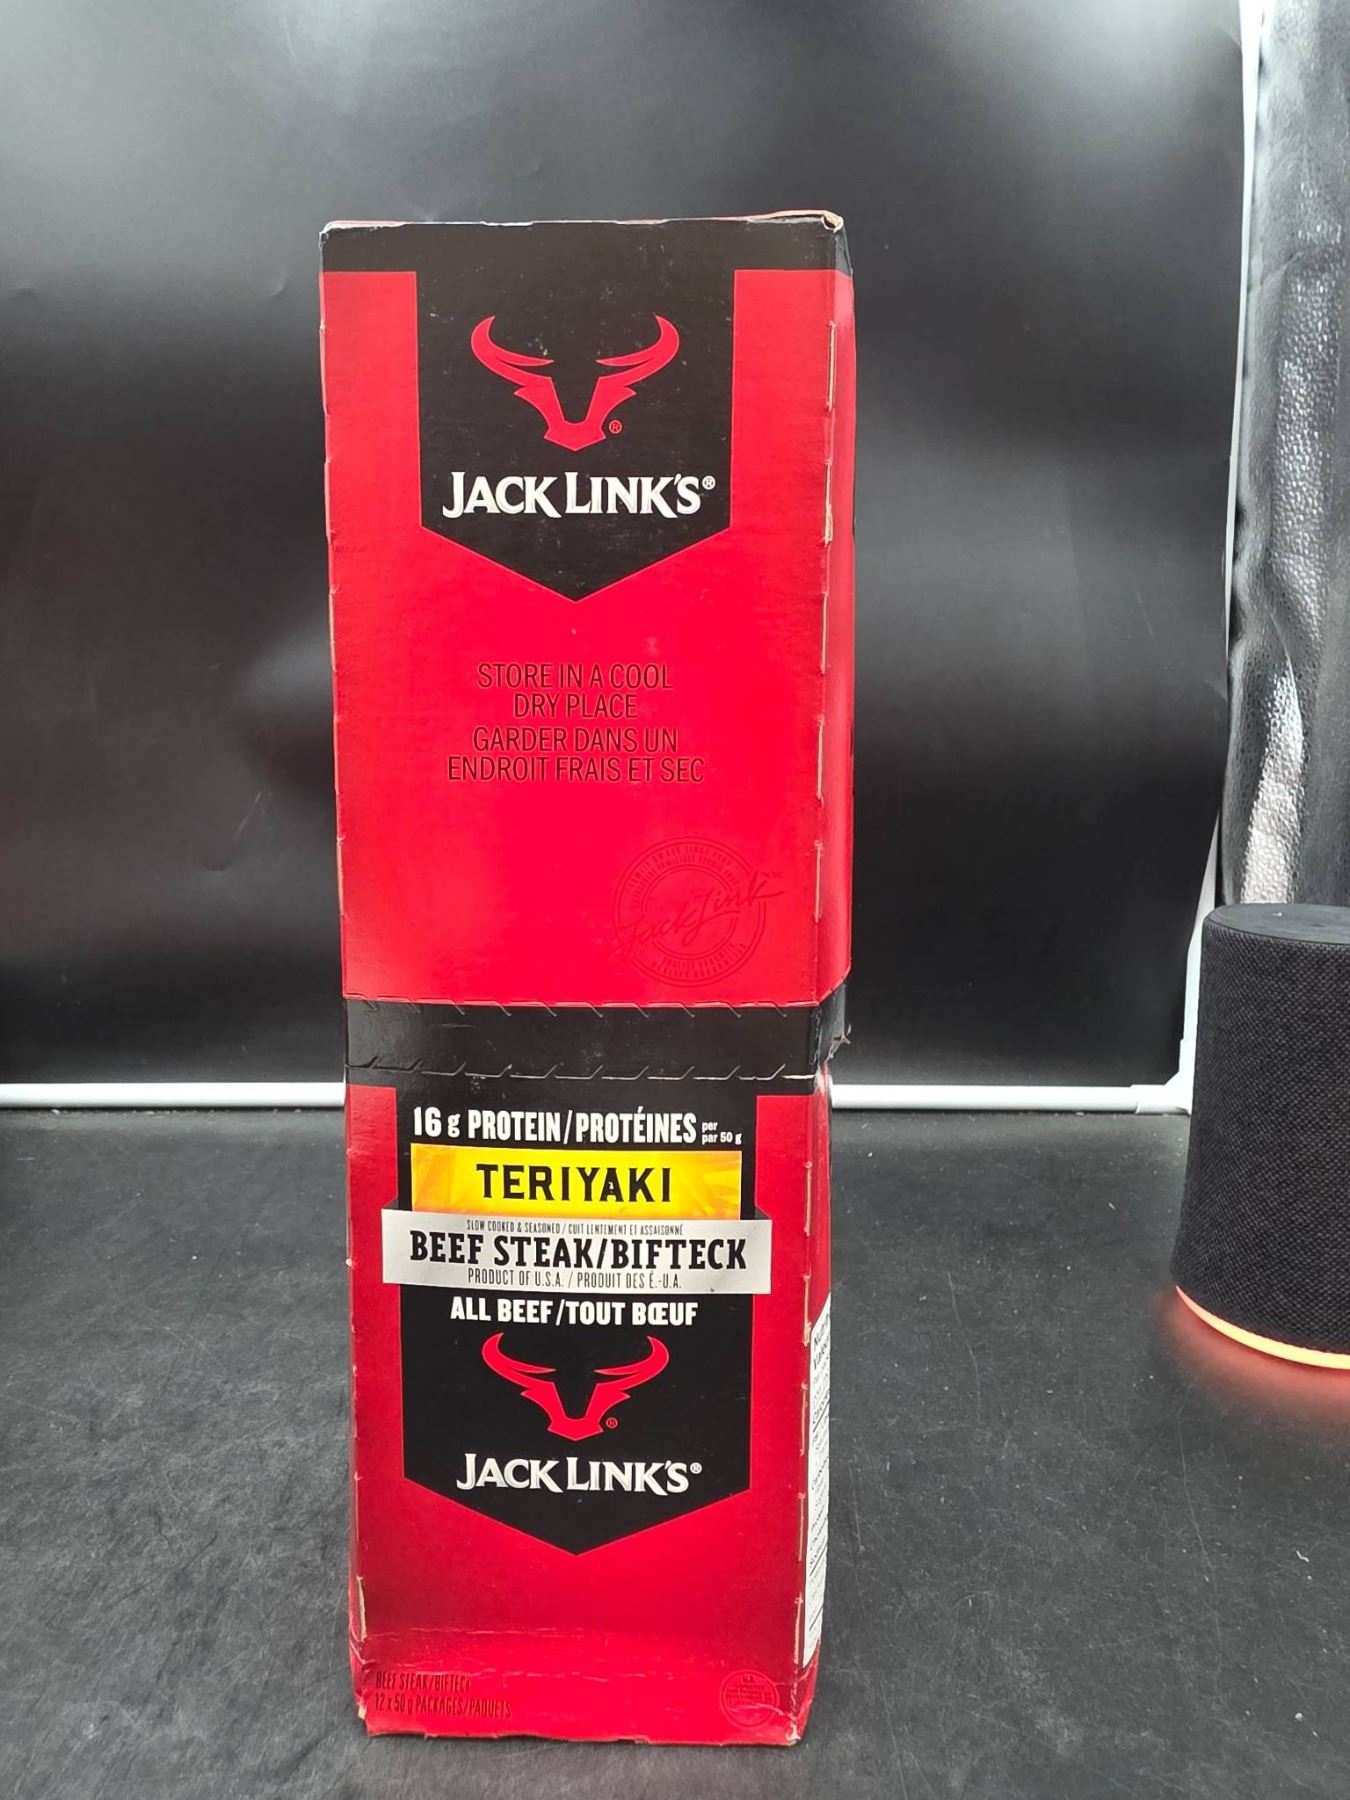 ®
JACK LINK'S®
STORE IN A COOL
DRY PLACE
GARDER DANS UN
ENDROIT FRAIS ET SEC
Jack Link
16 g PROTEIN/PROTÉINES per
par 50 g
TERIYAKI
SLOW COOKED & SEASONED / CUIT LENTEMENT ET ASSAISONNÉ
BEEF STEAK/BIFTECK
PRODUCT OF U.S.A. / PRODUIT DES É.-U.A.
ALL BEEF/TOUT BŒUF
®
JACK LINK'S®
BEEF STEAK/BIFTECK
12 x 50 g PACKAGES/PAQUETS